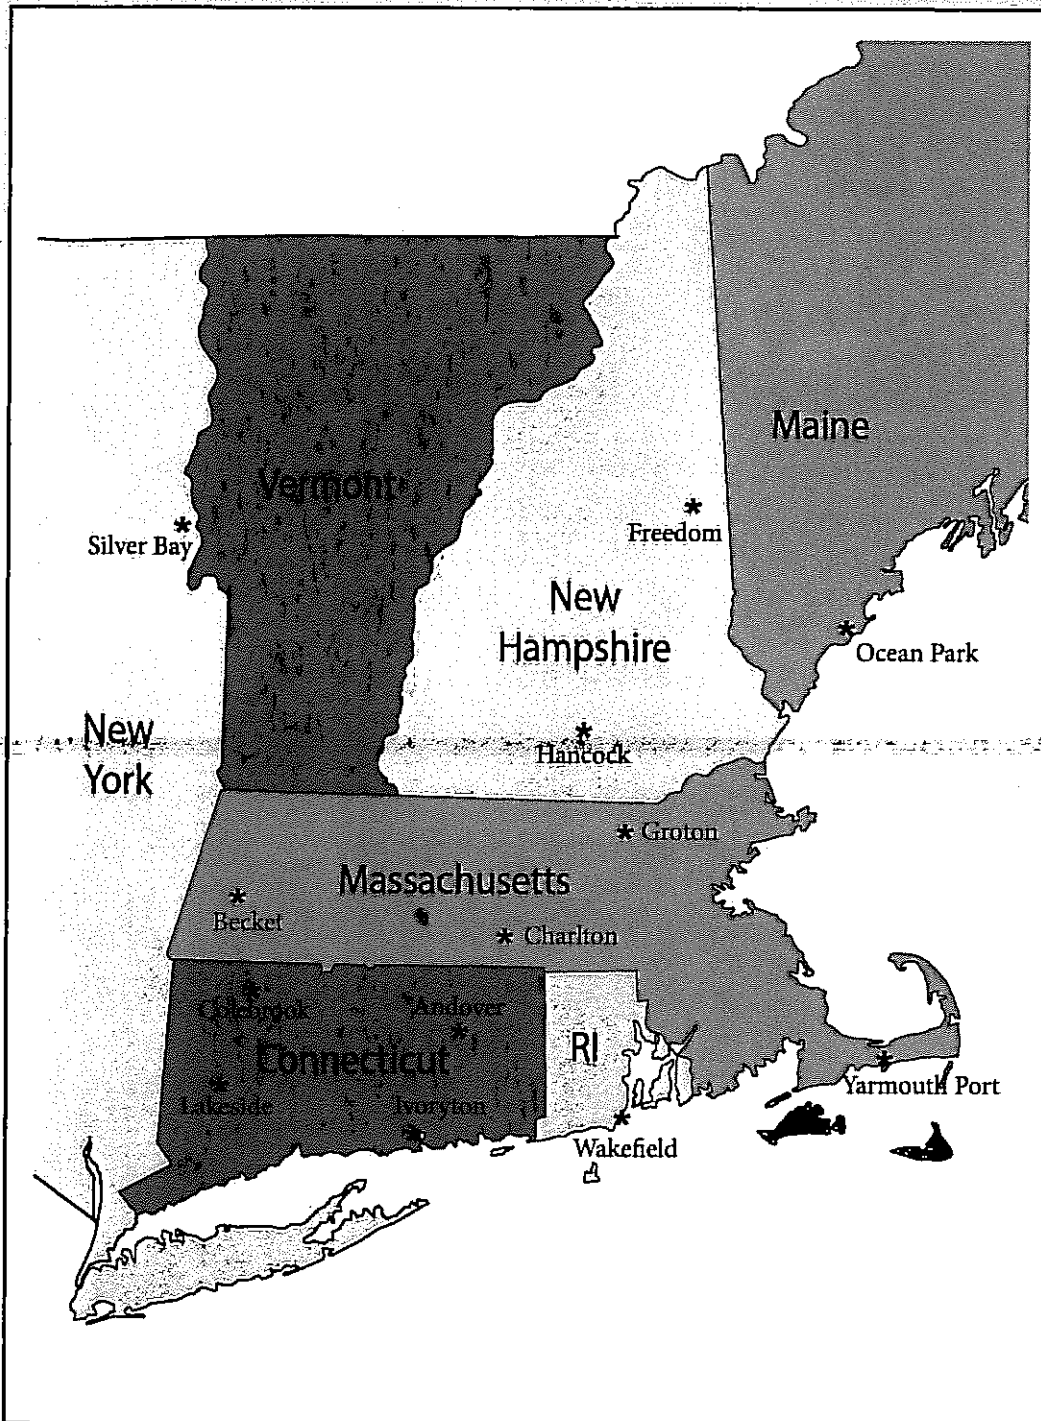 Maine
Vermont
*
Freedom
*
Silver Bay
New
Hampshire
*
Ocean Park
New
York
*
Hancock
* Groton
Massachusetts
*
Becket
* Charlton
*
Colebrook
Andover
*
RI
Connecticut
*
Yarmouth Port
*
Lakeside
Ivoryton
*
*
Wakefield